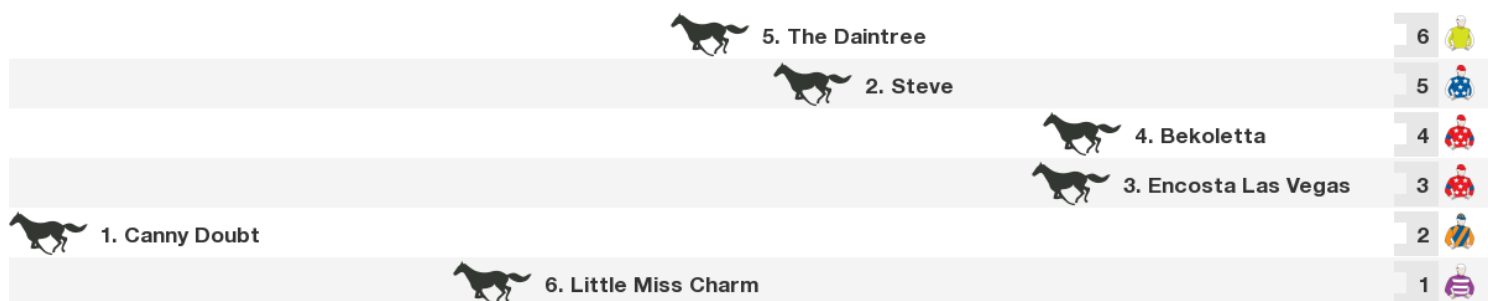 5. The Daintree 6
2. Steve 5
4. Bekoletta 4
3. Encosta Las Vegas 3
1. Canny Doubt 2
6. Little Miss Charm 1